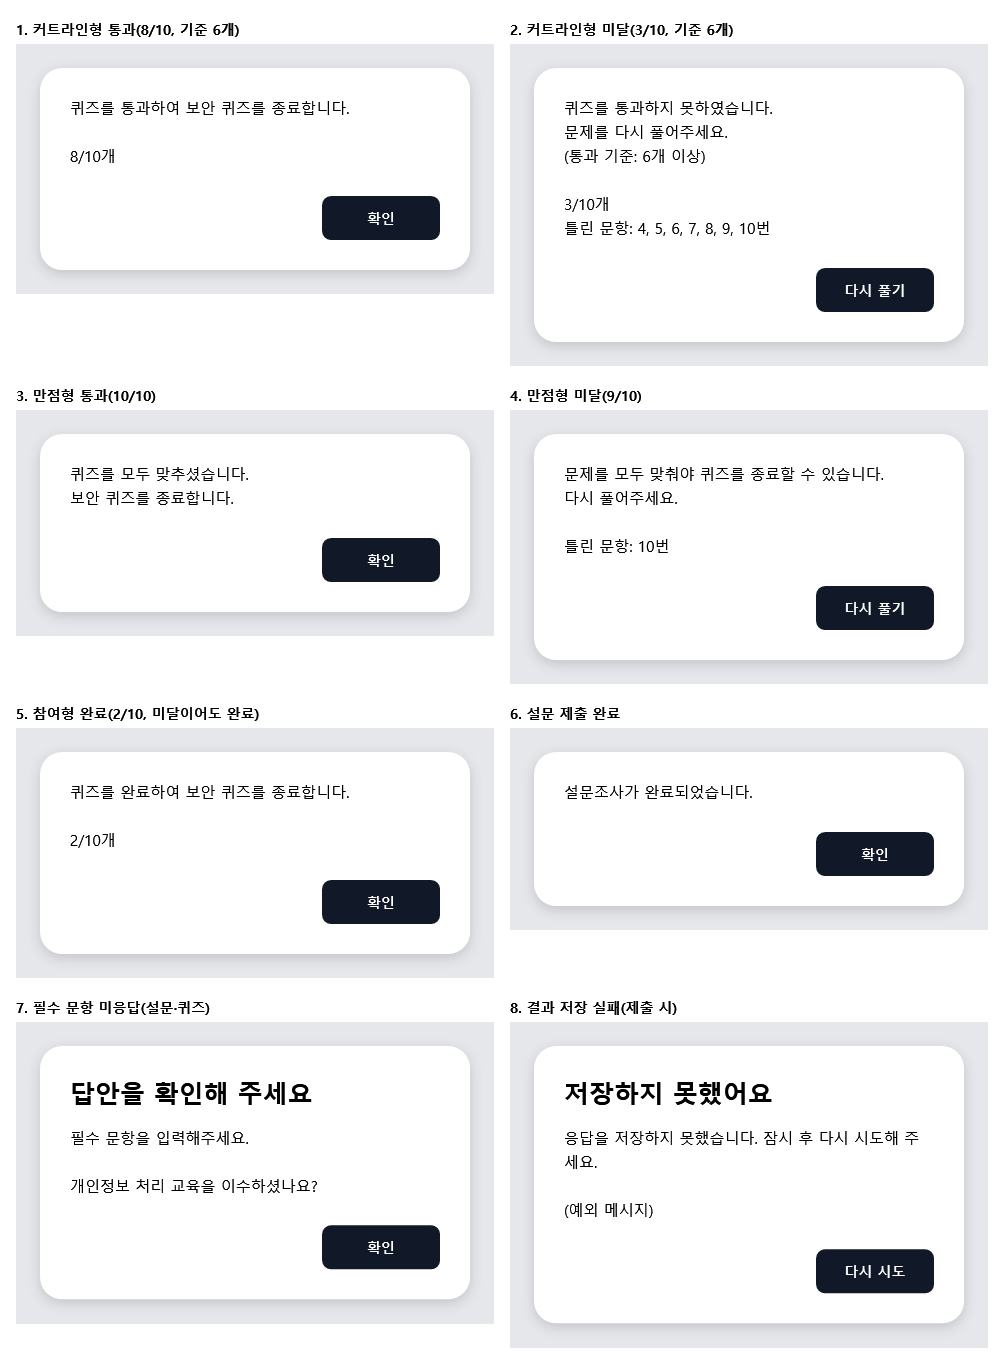 1. 커트라인형 통과(8/10, 기준 6개)
퀴즈를 통과하여 보안 퀴즈를 종료합니다.
8/10개
확인
2. 커트라인형 미달(3/10, 기준 6개)
퀴즈를 통과하지 못하였습니다.
문제를 다시 풀어주세요.
(통과 기준: 6개 이상)
3/10개
틀린 문항: 4, 5, 6, 7, 8, 9, 10번
다시 풀기
3. 만점형 통과(10/10)
퀴즈를 모두 맞추셨습니다.
보안 퀴즈를 종료합니다.
확인
4. 만점형 미달(9/10)
문제를 모두 맞춰야 퀴즈를 종료할 수 있습니다.
다시 풀어주세요.
틀린 문항: 10번
다시 풀기
5. 참여형 완료(2/10, 미달이어도 완료)
퀴즈를 완료하여 보안 퀴즈를 종료합니다.
2/10개
확인
6. 설문 제출 완료
설문조사가 완료되었습니다.
확인
7. 필수 문항 미응답(설문·퀴즈)
답안을 확인해 주세요
필수 문항을 입력해주세요.
개인정보 처리 교육을 이수하셨나요?
확인
8. 결과 저장 실패(제출 시)
저장하지 못했어요
응답을 저장하지 못했습니다. 잠시 후 다시 시도해 주
세요.
(예외 메시지)
다시 시도